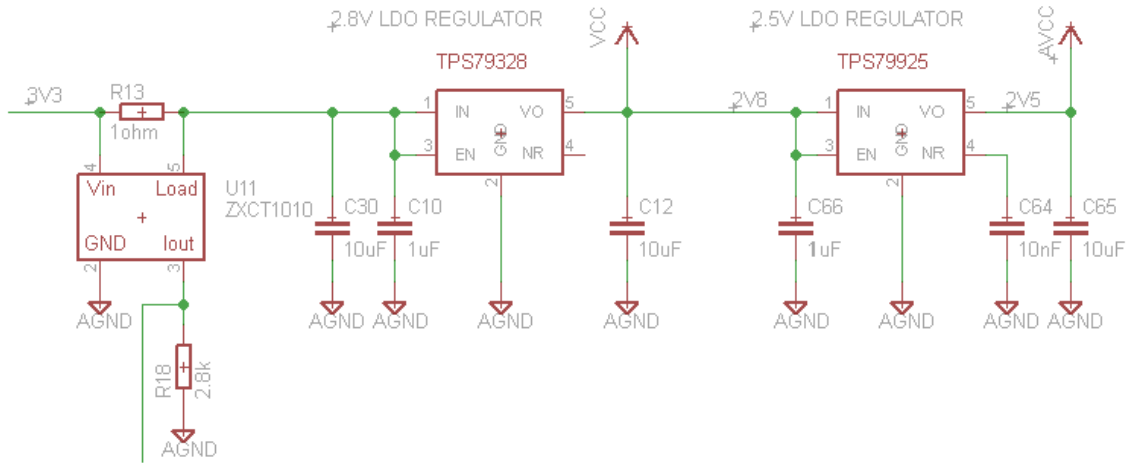 2.8V LDO REGULATOR
2.5V LDO REGULATOR
VCC
AVCC
TPS79328
TPS79925
3V3
R13
1ohm
1
IN
VO
5
GND
3
EN
NR
4
2
2V8
1
IN
VO
5
2V5
GND
3
EN
NR
4
2
4
5
Vin
Load
GND
Iout
2
3
U11
ZXCT1010
C30
10uF
C10
1uF
C12
10uF
C66
1uF
C64
10nF
C65
10uF
AGND
AGND
AGND
AGND
AGND
AGND
AGND
AGND
AGND
R18
2.8k
AGND